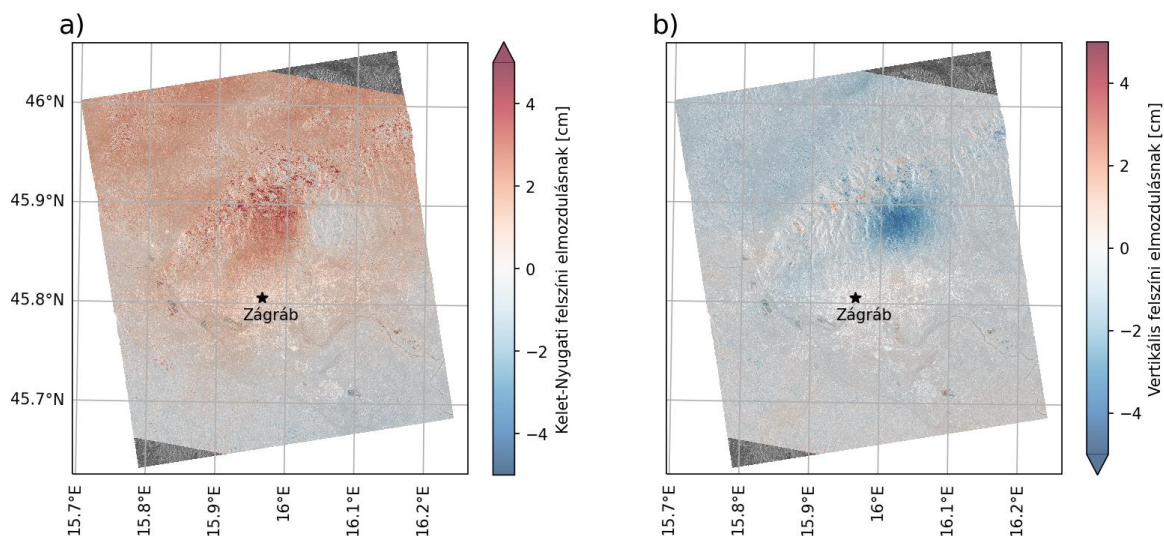 a)
46°N
45.9°N
45.8°N
45.7°N
15.7°E
15.8°E
15.9°E
16°E
16.1°E
16.2°E
Zágráb
4
2
0
−2
−4
Kelet-Nyugati felszíni elmozdulásnak [cm]
b)
15.7°E
15.8°E
15.9°E
16°E
16.1°E
16.2°E
Zágráb
4
2
0
−2
−4
Vertikális felszíni elmozdulásnak [cm]